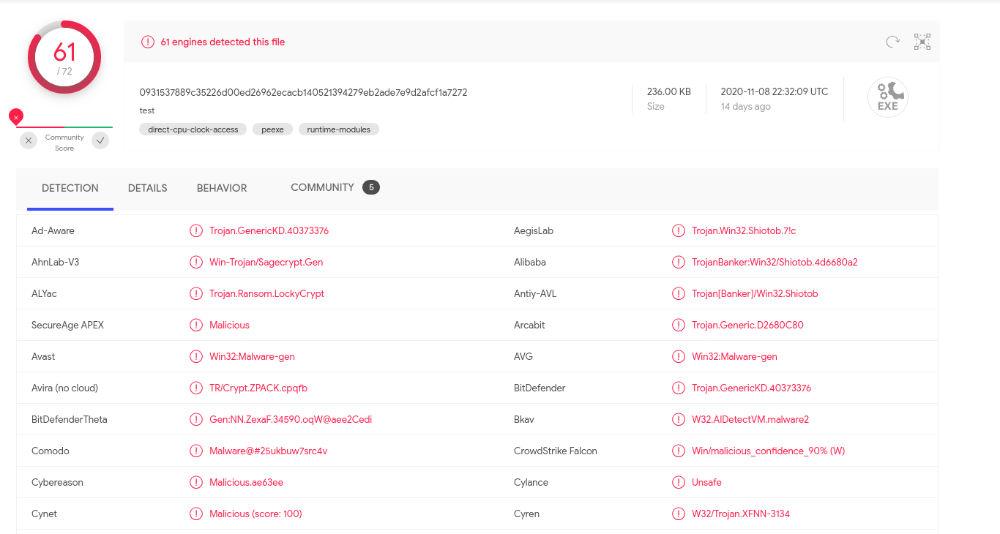 61
/ 72
Community
Score
61 engines detected this file
0931537889c35226d00ed26962ecacb140521394279eb2ade7e9d2afcf1a7272
test
direct-cpu-clock-access peexe runtime-modules
236.00 KB
Size
2020-11-08 22:32:09 UTC
14 days ago
EXE
DETECTION DETAILS BEHAVIOR COMMUNITY 5
Ad-Aware Trojan.GenericKD.40373376 AegisLab Trojan.Win32.Shiotob.7!c
AhnLab-V3 Win-Trojan/Sagecrypt.Gen Alibaba TrojanBanker:Win32/Shiotob.4d6680a2
ALYac Trojan.Ransom.LockyCrypt Antiy-AVL Trojan[Banker]/Win32.Shiotob
SecureAge APEX Malicious Arcabit Trojan.Generic.D2680C80
Avast Win32:Malware-gen AVG Win32:Malware-gen
Avira (no cloud) TR/Crypt.ZPACK.cpqfb BitDefender Trojan.GenericKD.40373376
BitDefenderTheta Gen:NN.ZexaF.34590.oqW@aee2Cedi Bkav W32.AIDetectVM.malware2
Comodo Malware@#25ukbuw7src4v CrowdStrike Falcon Win/malicious_confidence_90% (W)
Cybereason Malicious.ae63ee Cylance Unsafe
Cynet Malicious (score: 100) Cyren W32/Trojan.XFNN-3134